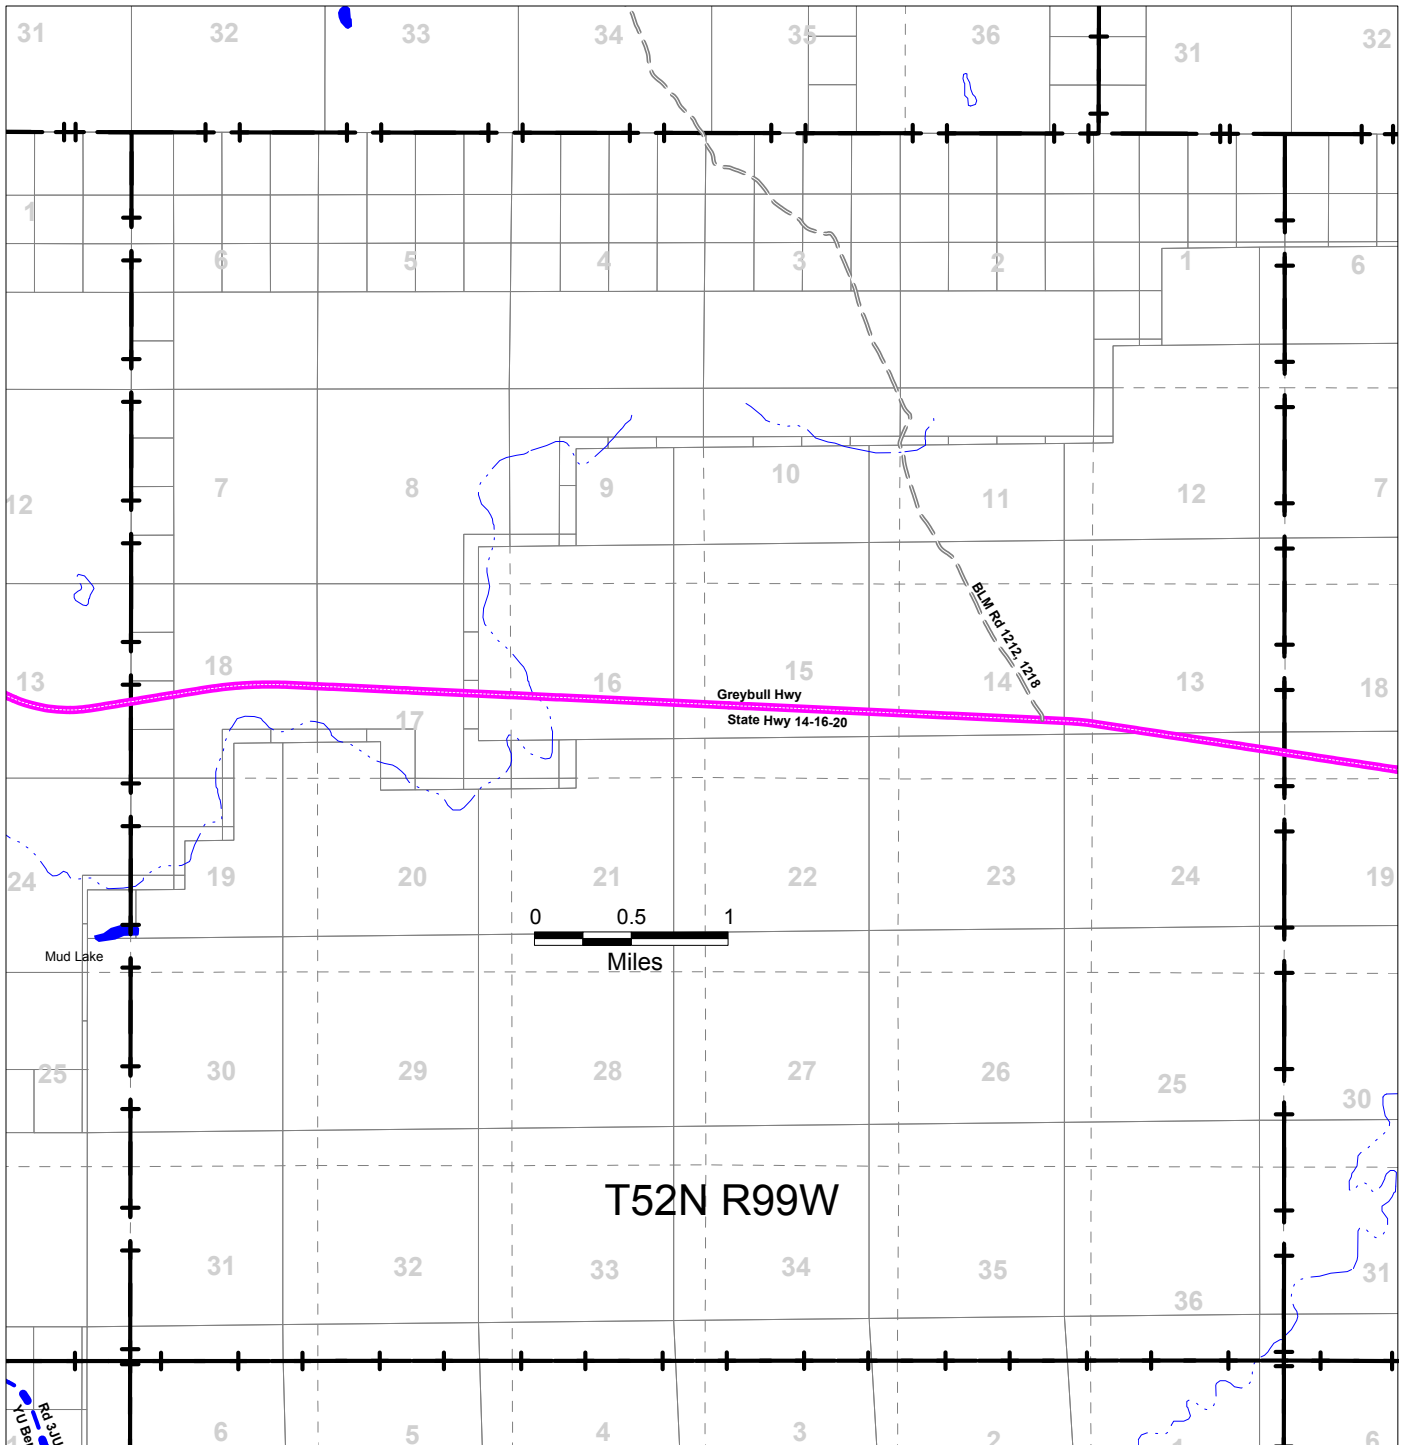 31 32 33 34 35 36 31 32
1 6 5 4 3 2 1 6
12 7 8 9 10 11 12 7
BLM Rd 1212, 1218
13 18 17 16 15 14 13 18
Greybull Hwy
State Hwy 14-16-20
24 19 20 21 22 23 24 19
0 0.5 1
Miles
Mud Lake
25 30 29 28 27 26 25 30
T52N R99W
31 32 33 34 35 36 31
Rd 3JU
6 5 4 3 2 1 6